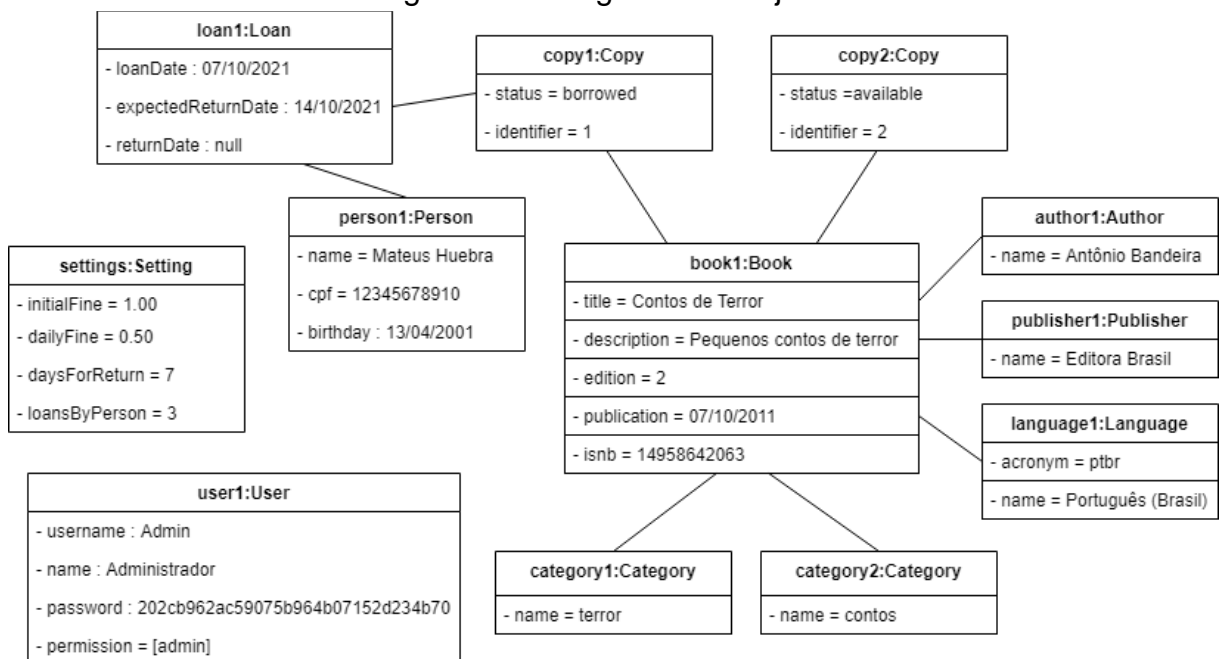 loan1:Loan
- loanDate : 07/10/2021
- expectedReturnDate : 14/10/2021
- returnDate : null
copy1:Copy
- status = borrowed
- identifier = 1
copy2:Copy
- status =available
- identifier = 2
person1:Person
- name = Mateus Huebra
- cpf = 12345678910
- birthday : 13/04/2001
settings:Setting
- initialFine = 1.00
- dailyFine = 0.50
- daysForReturn = 7
- loansByPerson = 3
book1:Book
- title = Contos de Terror
- description = Pequenos contos de terror
- edition = 2
- publication = 07/10/2011
- isnb = 14958642063
author1:Author
- name = Antônio Bandeira
publisher1:Publisher
- name = Editora Brasil
language1:Language
- acronym = ptbr
- name = Português (Brasil)
user1:User
- username : Admin
- name : Administrador
- password : 202cb962ac59075b964b07152d234b70
- permission = [admin]
category1:Category
- name = terror
category2:Category
- name = contos